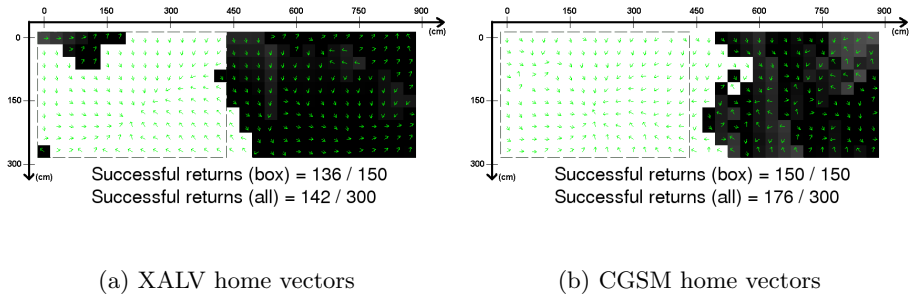 0 150 300 450 600 750 900
(cm)
0
150
300
(cm)
Successful returns (box) = 136 / 150
Successful returns (all) = 142 / 300
(a) XALV home vectors
0 150 300 450 600 750 900
(cm)
0
150
300
(cm)
Successful returns (box) = 150 / 150
Successful returns (all) = 176 / 300
(b) CGSM home vectors